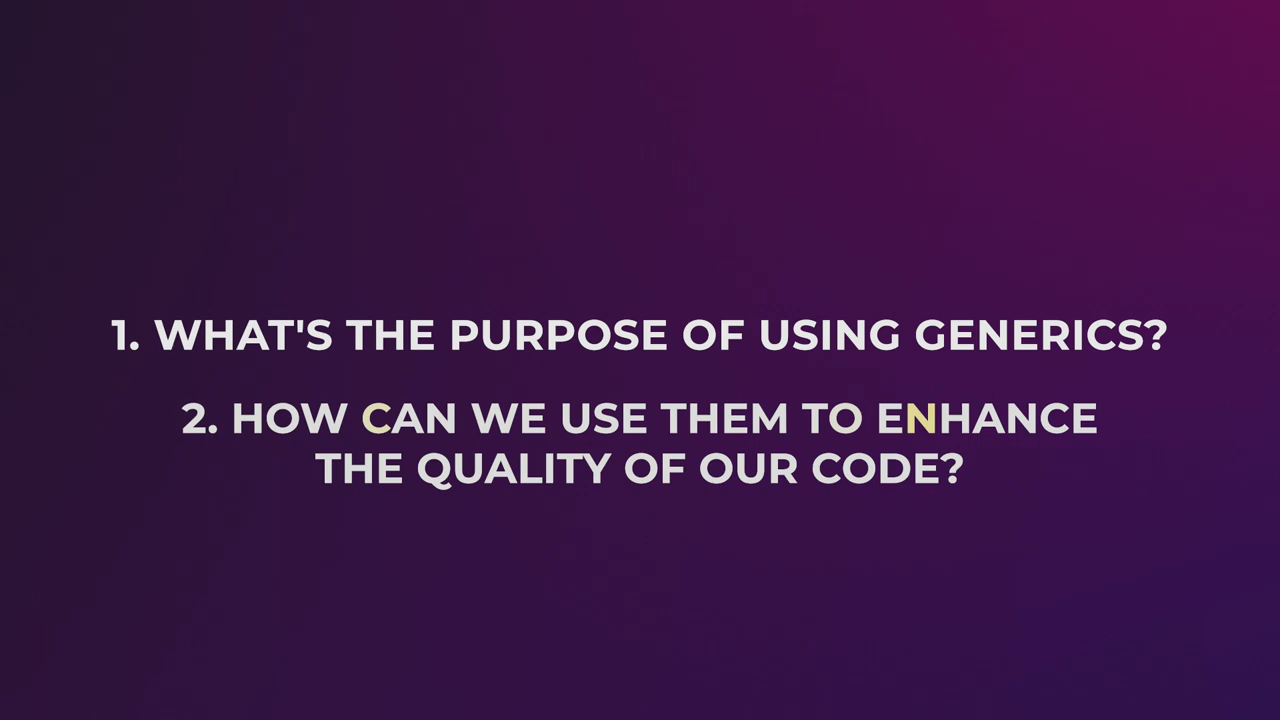 1. WHAT'S THE PURPOSE OF USING GENERICS?
2. HOW CAN WE USE THEM TO ENHANCE
THE QUALITY OF OUR CODE?